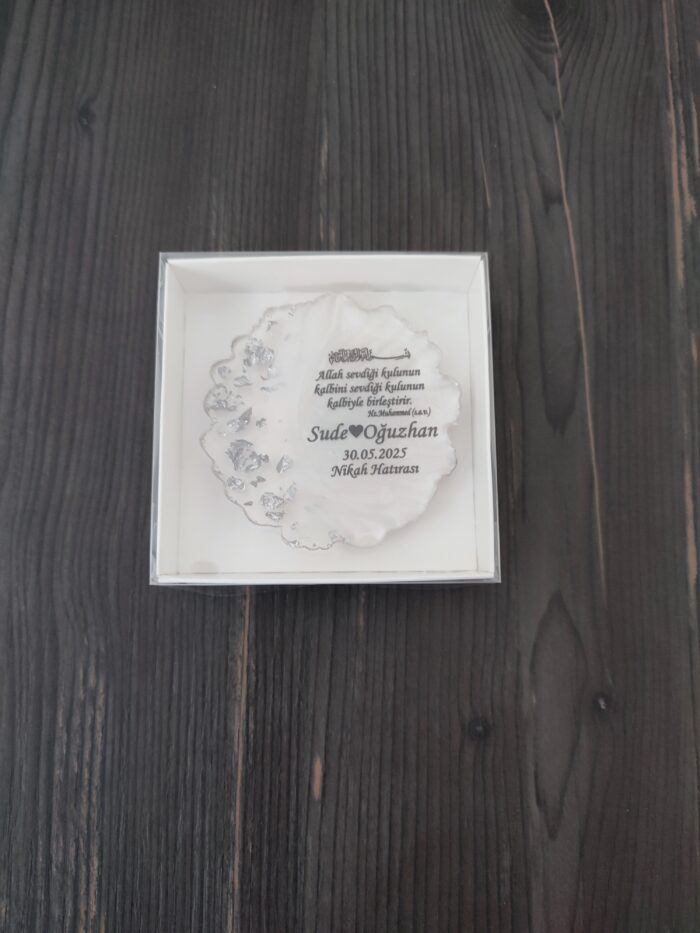 ﷽
Allah sevdiği kulunun
kalbini sevdiği kulunun
kalbiyle birleştirir.
Hz.Muhammed (s.a.v.)
Sude♥Oğuzhan
30.05.2025
Nikah Hatırası